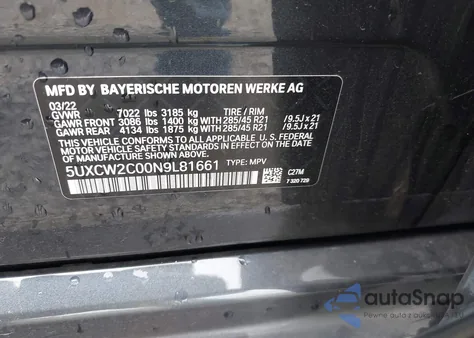 MFD BY BAYERISCHE MOTOREN WERKE AG
03/22
GVWR 7022 lbs 3185 kg TIRE / RIM
GAWR FRONT 3086 lbs 1400 kg 285/45 R21 / 9.5J x 21
GAWR REAR 4134 lbs 1875 kg 285/45 R21 / 9.5J x 21
THIS VEHICLE CONFORMS TO ALL APPLICABLE U.S. FEDERAL
MOTOR VEHICLE SAFETY STANDARDS IN EFFECT ON THE DATE
OF MANUFACTURE SHOWN ABOVE.
5UXCW2C00N9L81661 TYPE: MPV
C27M
7 320 720
autoSnap
Pewne auto z